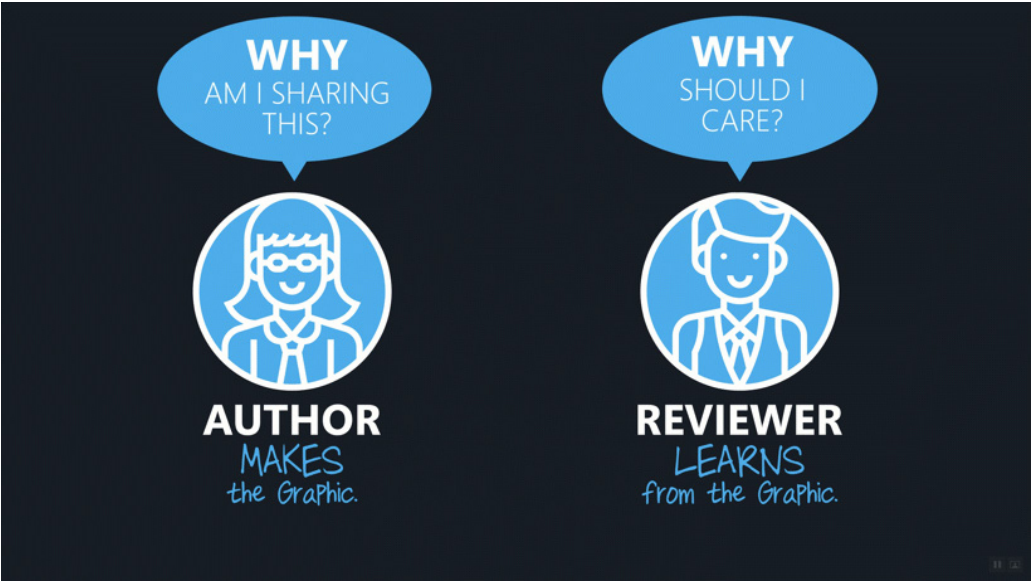 WHY
AM I SHARING
THIS?
AUTHOR
MAKES
the Graphic.
WHY
SHOULD I
CARE?
REVIEWER
LEARNS
from the Graphic.